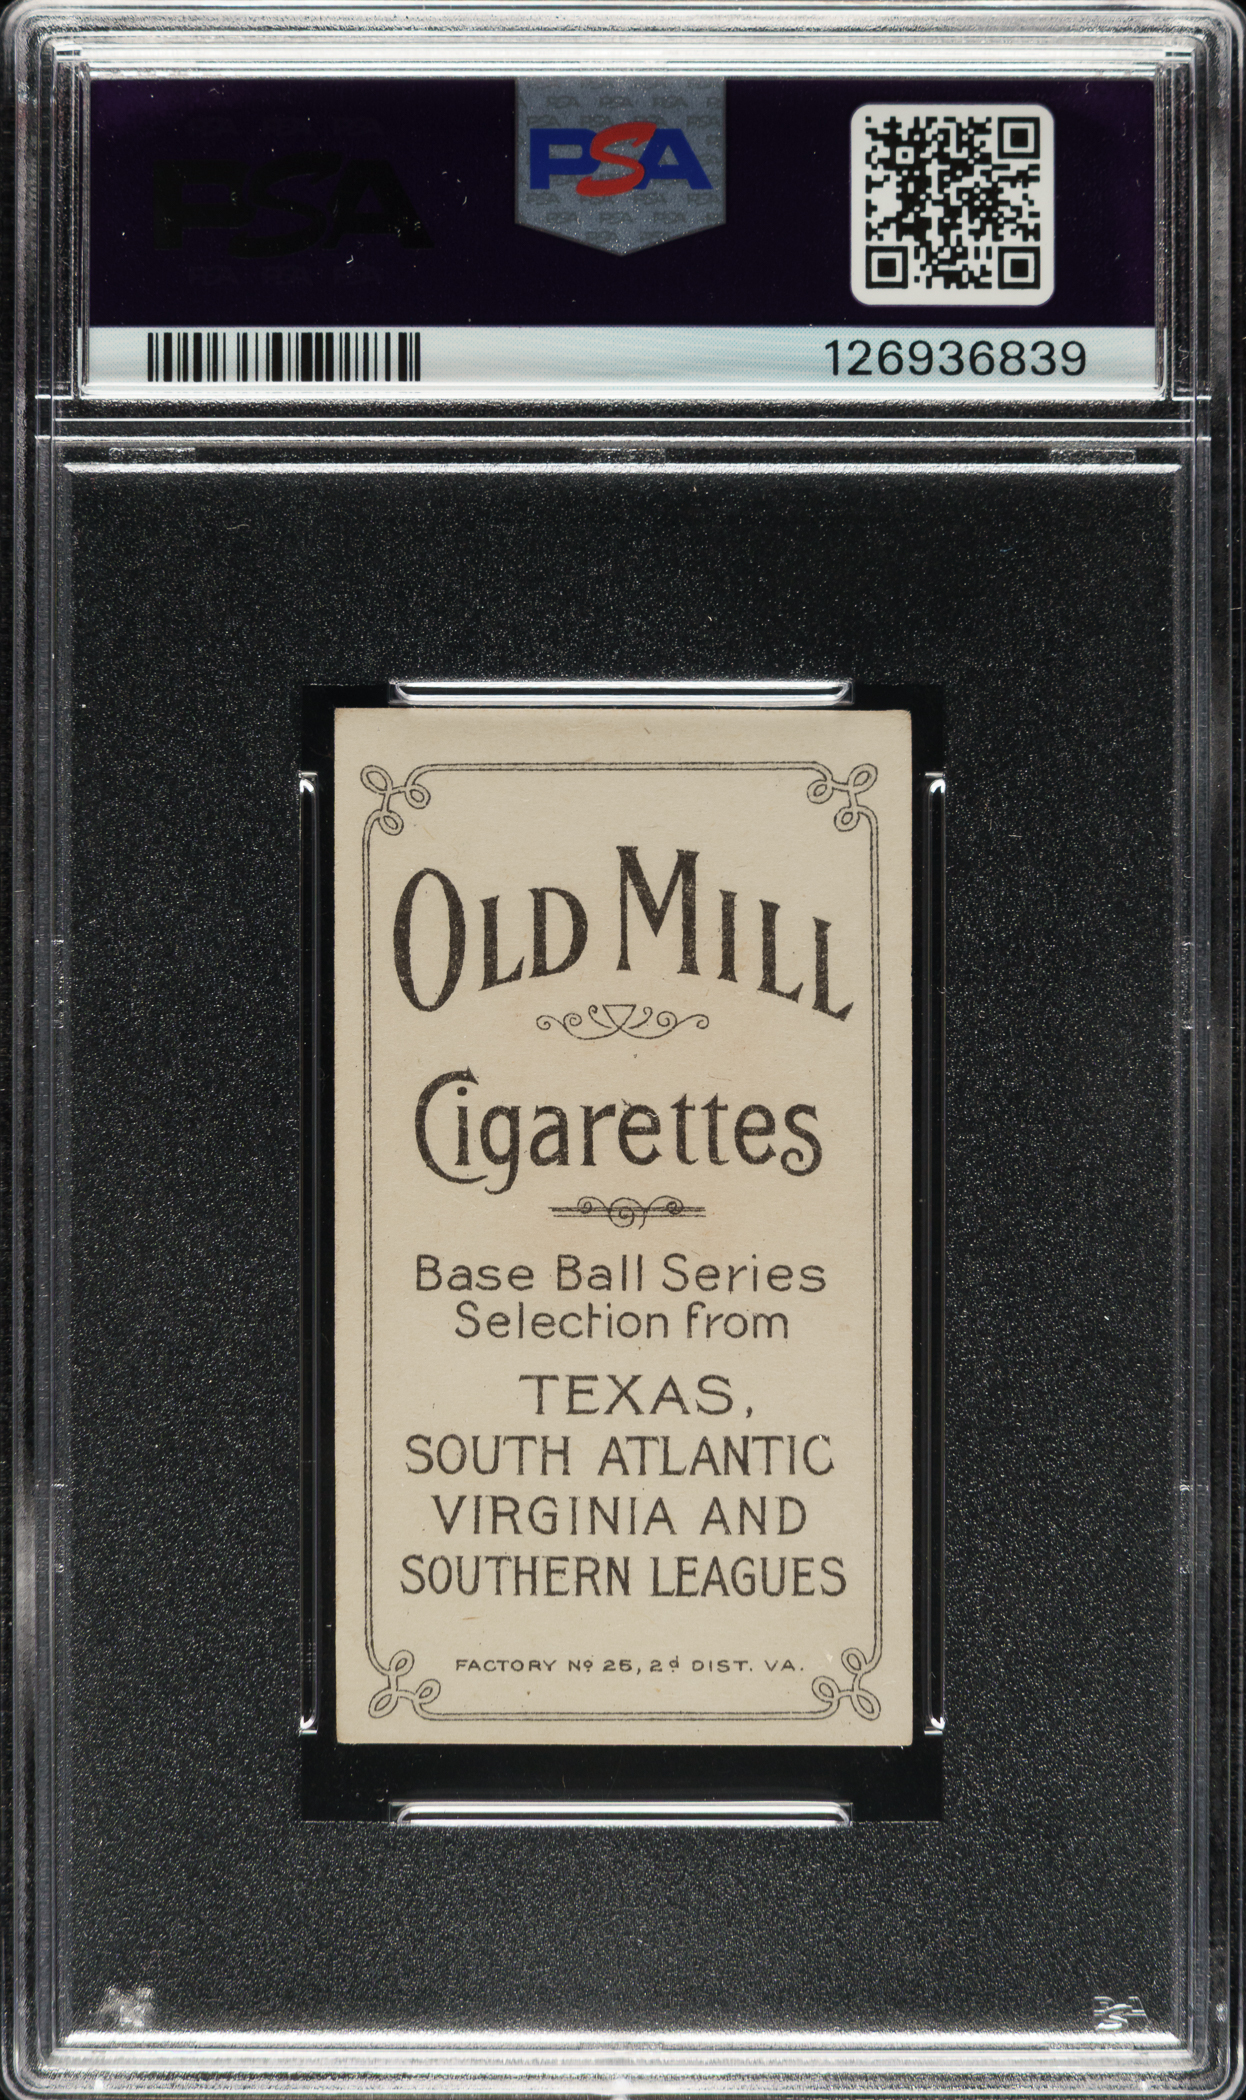 PSA
PSA
126936839
OLD MILL
Cigarettes
Base Ball Series
Selection from
TEXAS,
SOUTH ATLANTIC
VIRGINIA AND
SOUTHERN LEAGUES
FACTORY Nº 25, 2d DIST. VA.
PSA